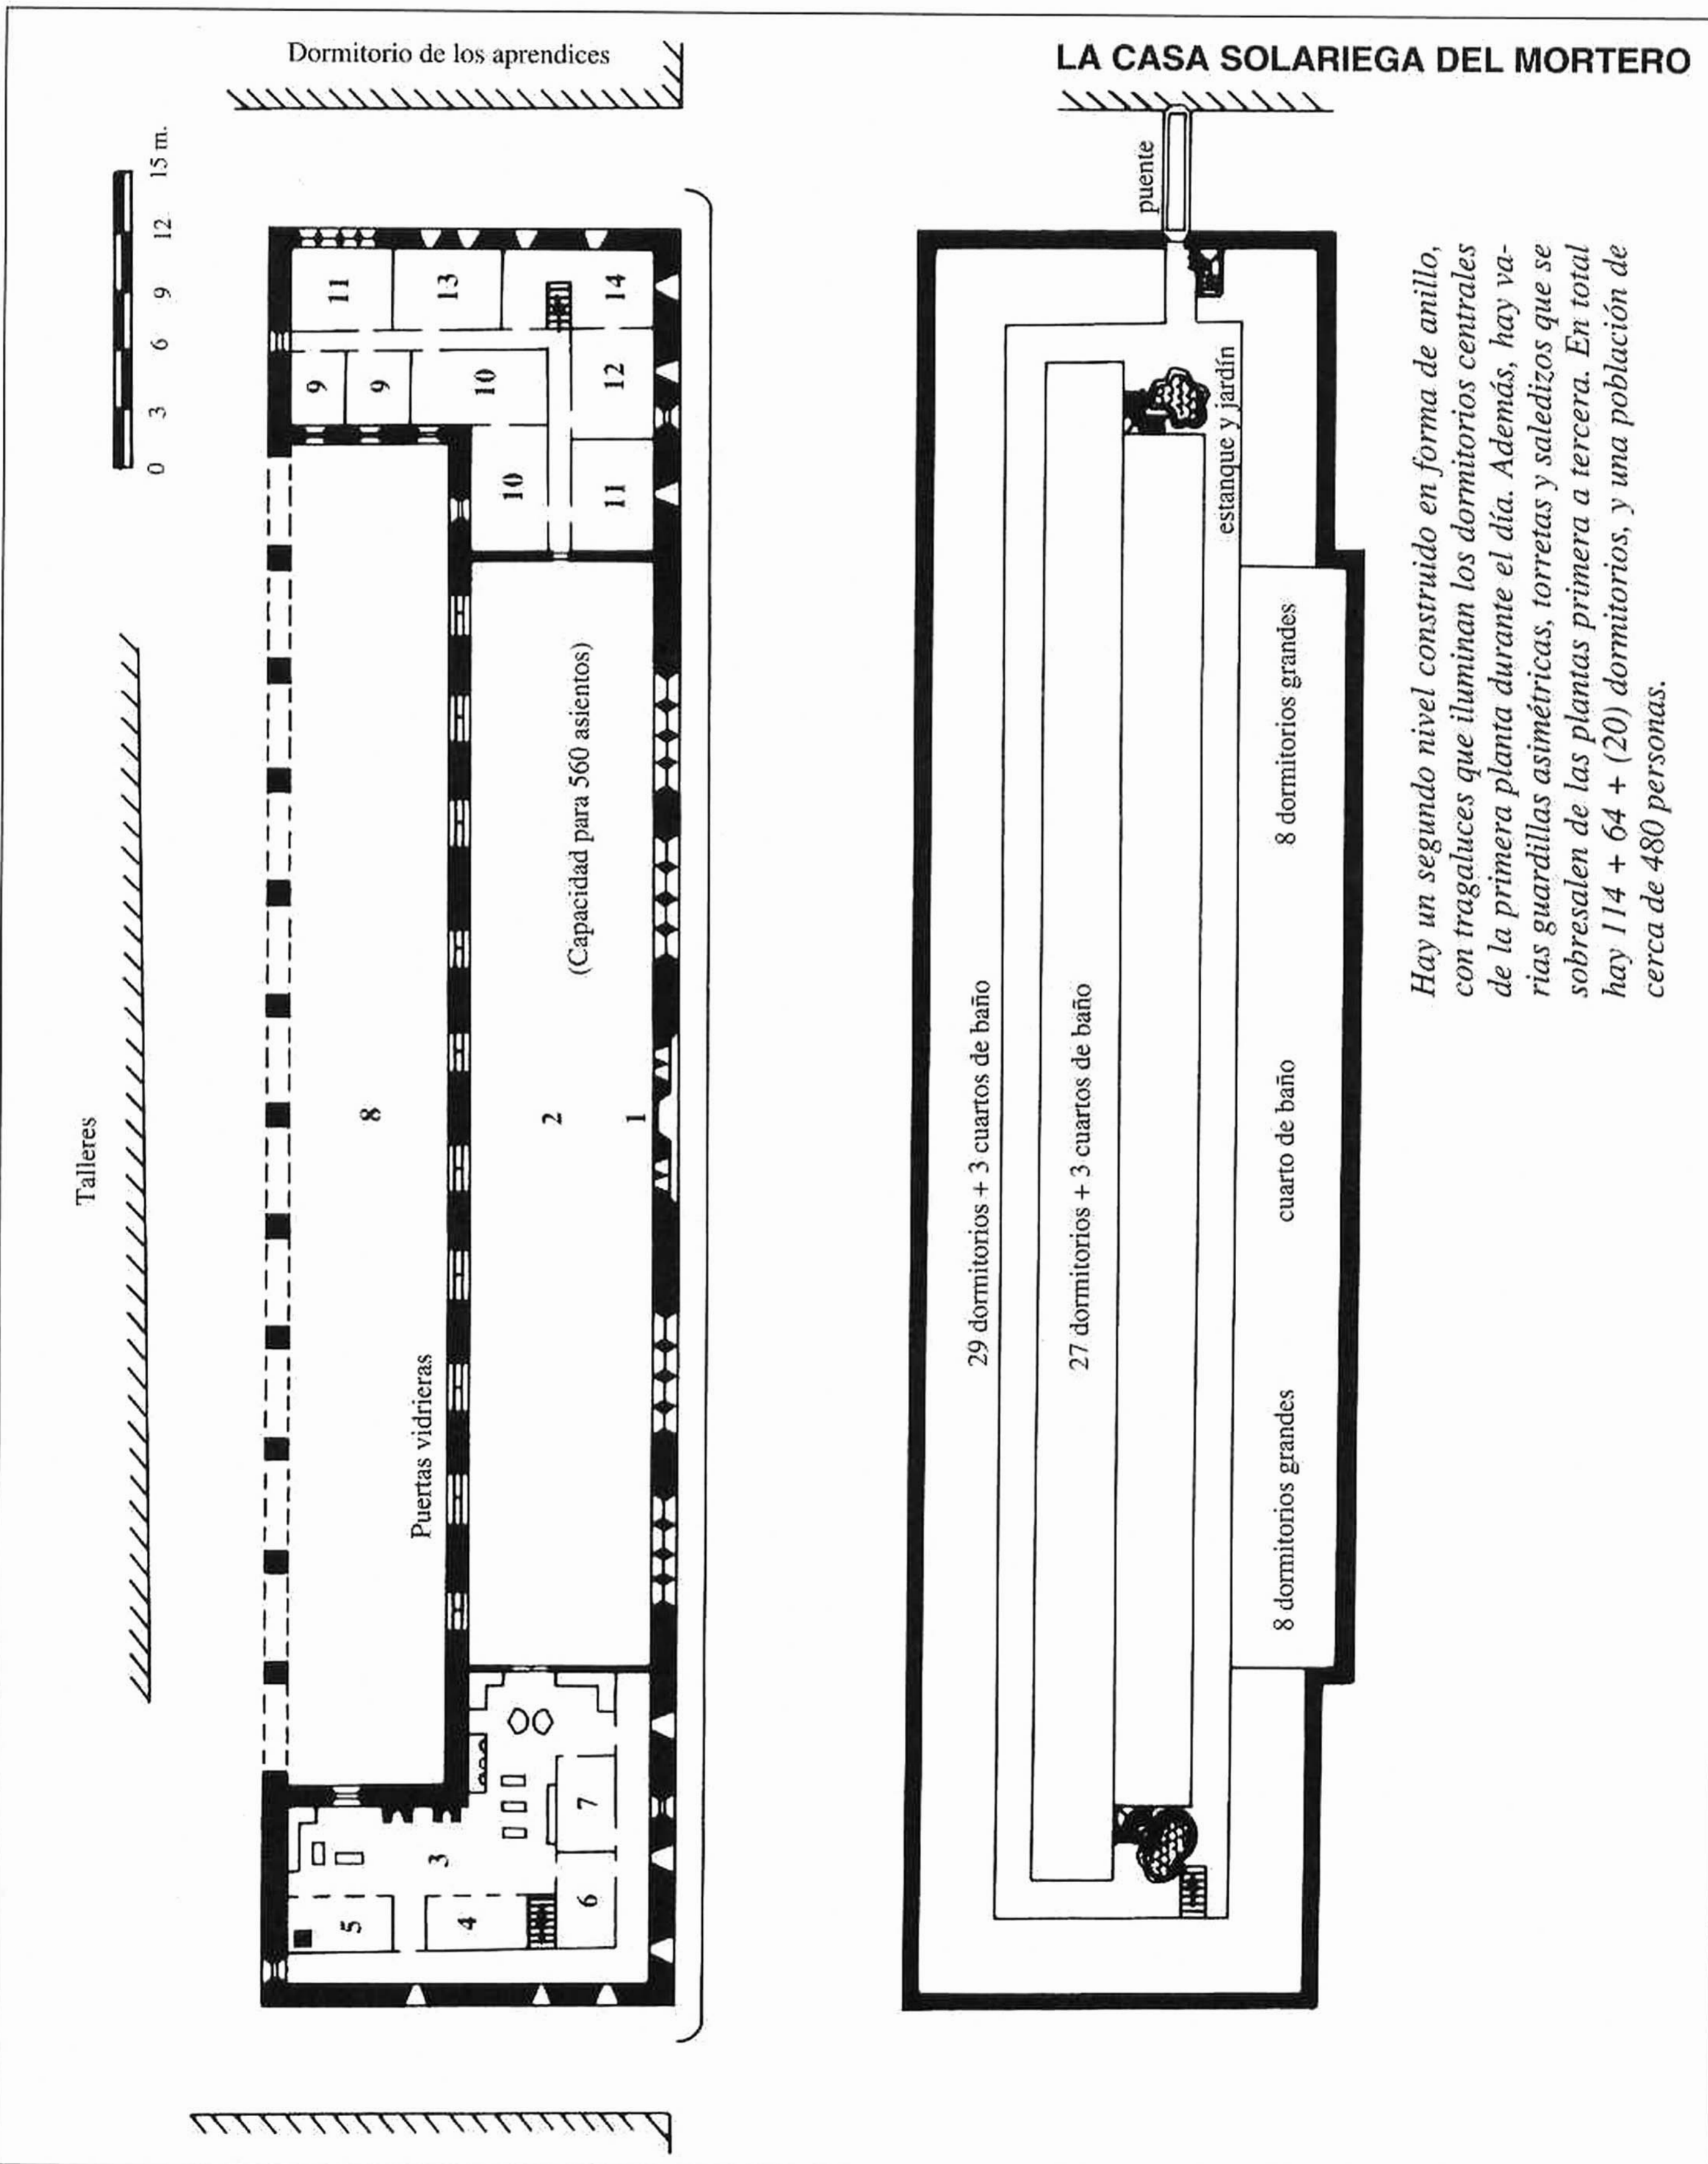 LA CASA SOLARIEGA DEL MORTERO
Dormitorio de los aprendices
0 3 6 9 12 15 m.
Talleres
11
13
14
9
9
10
12
10
11
8
(Capacidad para 560 asientos)
2
1
Puertas vidrieras
3
7
5
4
6
puente
estanque y jardín
29 dormitorios + 3 cuartos de baño
27 dormitorios + 3 cuartos de baño
8 dormitorios grandes
cuarto de baño
8 dormitorios grandes
Hay un segundo nivel construido en forma de anillo,
con tragaluces que iluminan los dormitorios centrales
de la primera planta durante el día. Además, hay va-
rias guardillas asimétricas, torretas y saledizos que se
sobresalen de las plantas primera a tercera. En total
hay 114 + 64 + (20) dormitorios, y una población de
cerca de 480 personas.